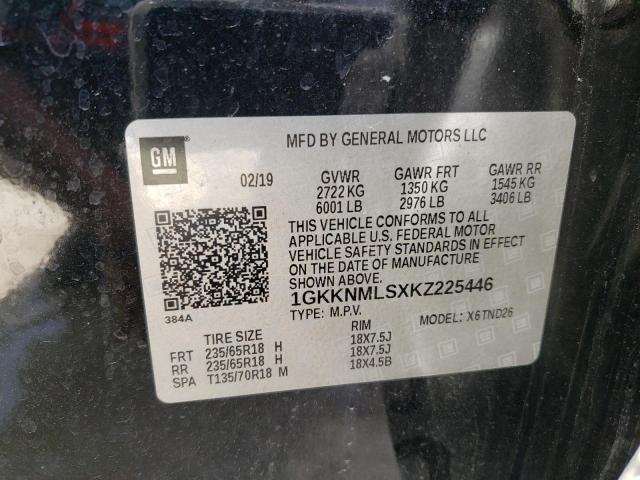 MFD BY GENERAL MOTORS LLC
GM
02/19
GVWR GAWR FRT GAWR RR
2722 KG 1350 KG 1545 KG
6001 LB 2976 LB 3406 LB
THIS VEHICLE CONFORMS TO ALL
APPLICABLE U.S. FEDERAL MOTOR
VEHICLE SAFETY STANDARDS IN EFFECT
ON THE DATE OF MANUFACTURE
SHOWN ABOVE.
1GKKNMLSXKZ225446
TYPE: M.P.V. MODEL: X6TND26
384A
TIRE SIZE RIM
FRT 235/65R18 H 18X7.5J
RR 235/65R18 H 18X7.5J
SPA T135/70R18 M 18X4.5B